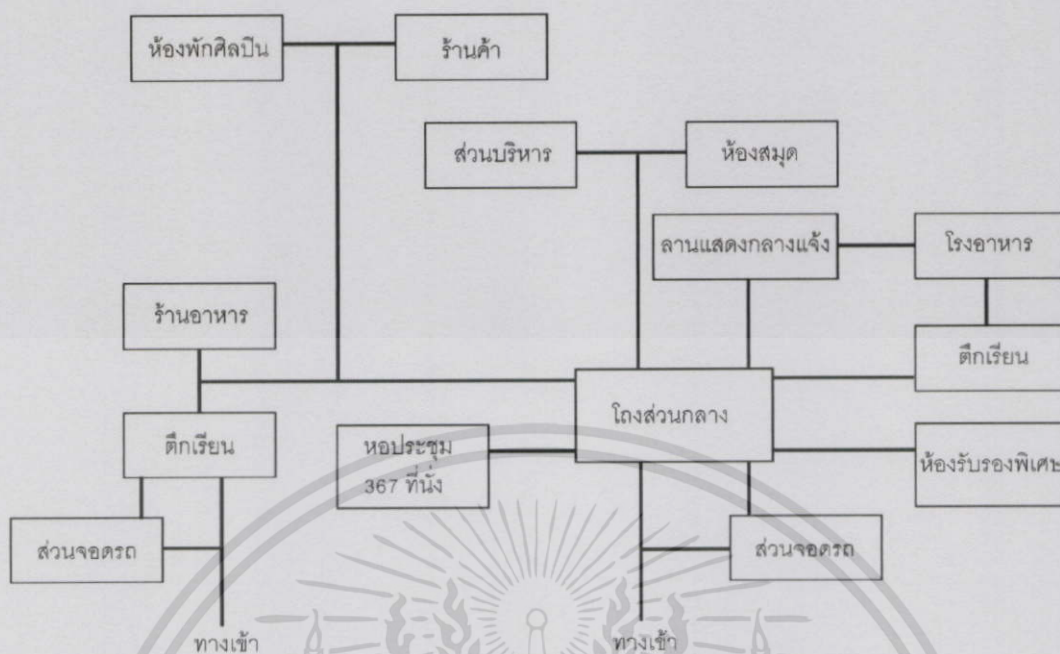 ห้องพักศิลปิน
ร้านค้า
ส่วนบริหาร
ห้องสมุด
ลานแสดงกลางแจ้ง
โรงอาหาร
ร้านอาหาร
ตึกเรียน
โถงส่วนกลาง
ตึกเรียน
หอประชุม
367 ที่นั่ง
ห้องรับรองพิเศษ
ส่วนจอดรถ
ส่วนจอดรถ
ทางเข้า
ทางเข้า